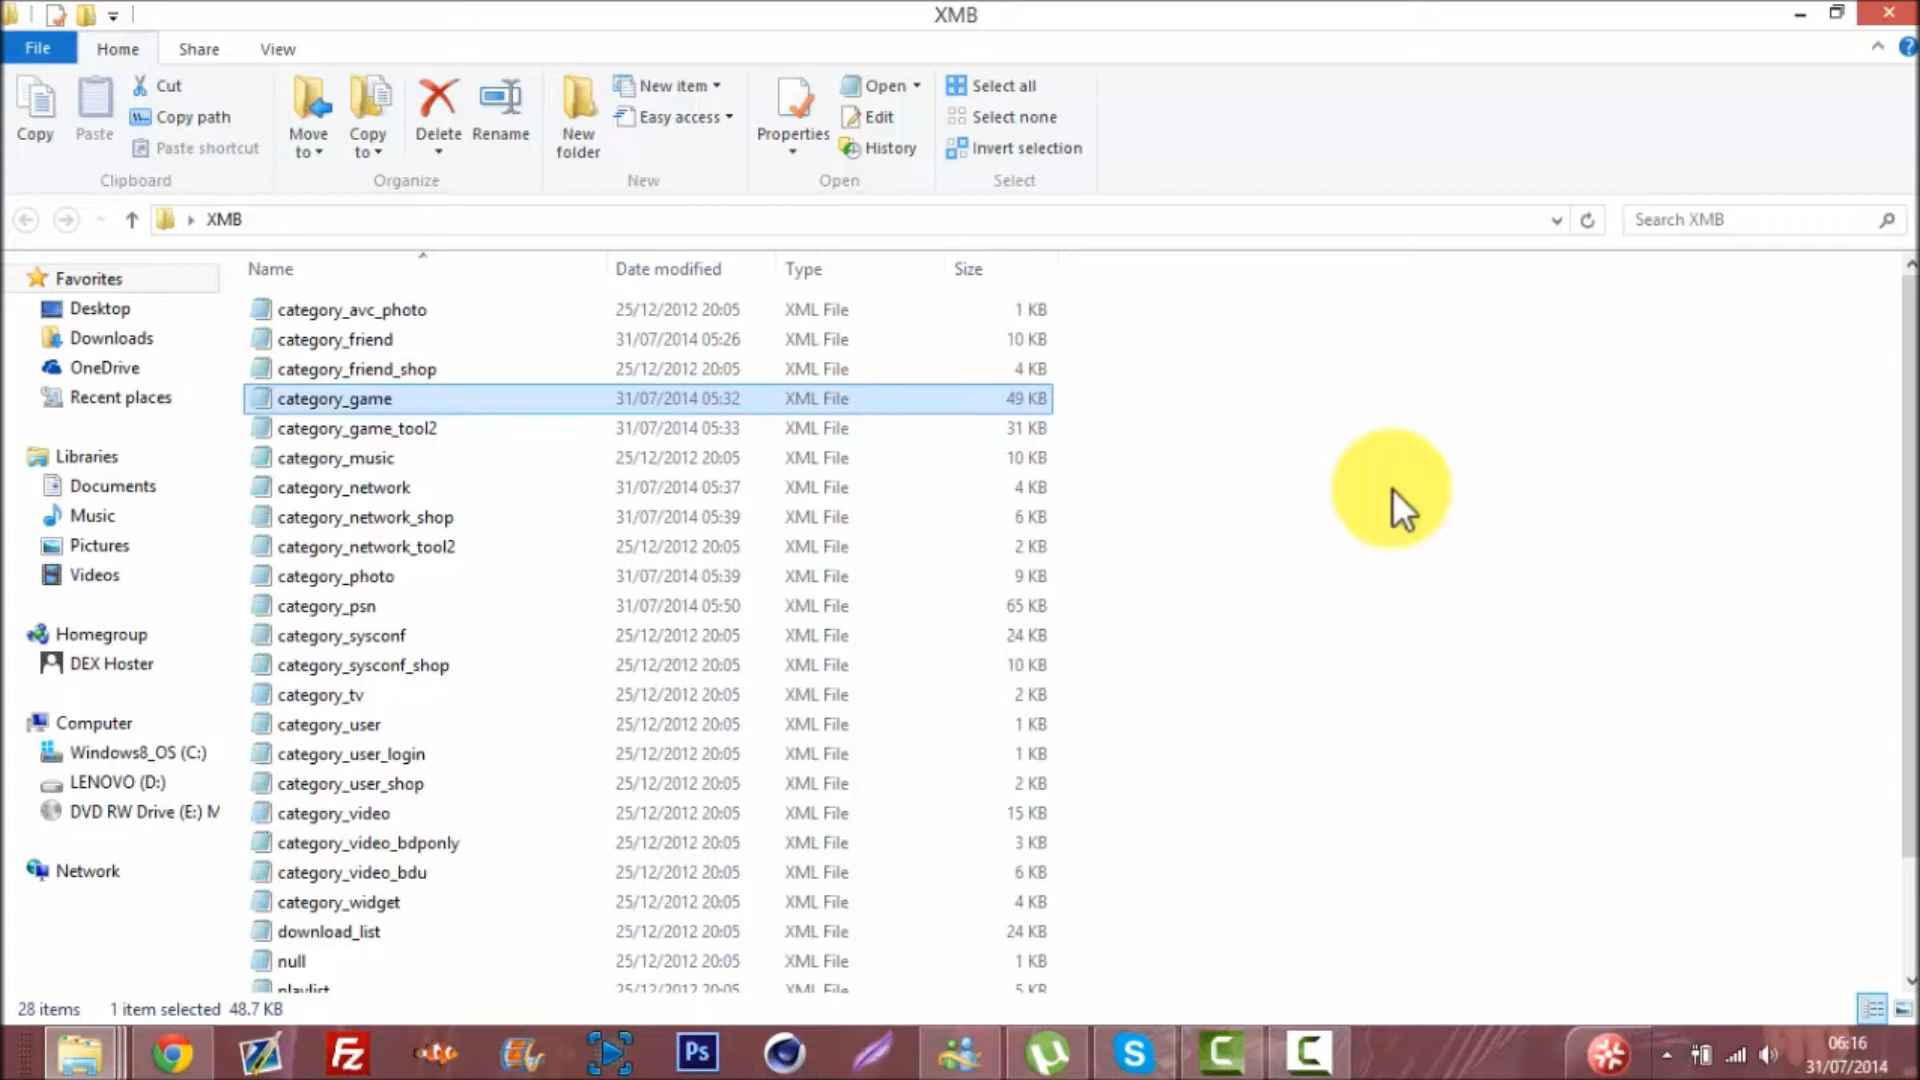 XMB
File Home Share View
Copy Paste Cut Copy path Paste shortcut Clipboard
Move to Copy to Delete Rename Organize
New folder New item Easy access New
Properties Open Edit History Open
Select all Select none Invert selection Select
XMB Search XMB
Name Date modified Type Size
Favorites
Desktop
Downloads
OneDrive
Recent places
Libraries
Documents
Music
Pictures
Videos
Homegroup
DEX Hoster
Computer
Windows8_OS (C:)
LENOVO (D:)
DVD RW Drive (E:) M
Network
category_avc_photo 25/12/2012 20:05 XML File 1 KB
category_friend 31/07/2014 05:26 XML File 10 KB
category_friend_shop 25/12/2012 20:05 XML File 4 KB
category_game 31/07/2014 05:32 XML File 49 KB
category_game_tool2 31/07/2014 05:33 XML File 31 KB
category_music 25/12/2012 20:05 XML File 10 KB
category_network 31/07/2014 05:37 XML File 4 KB
category_network_shop 31/07/2014 05:39 XML File 6 KB
category_network_tool2 25/12/2012 20:05 XML File 2 KB
category_photo 31/07/2014 05:39 XML File 9 KB
category_psn 31/07/2014 05:50 XML File 65 KB
category_sysconf 25/12/2012 20:05 XML File 24 KB
category_sysconf_shop 25/12/2012 20:05 XML File 10 KB
category_tv 25/12/2012 20:05 XML File 2 KB
category_user 25/12/2012 20:05 XML File 1 KB
category_user_login 25/12/2012 20:05 XML File 1 KB
category_user_shop 25/12/2012 20:05 XML File 2 KB
category_video 25/12/2012 20:05 XML File 15 KB
category_video_bdponly 25/12/2012 20:05 XML File 3 KB
category_video_bdu 25/12/2012 20:05 XML File 6 KB
category_widget 25/12/2012 20:05 XML File 4 KB
download_list 25/12/2012 20:05 XML File 24 KB
null 25/12/2012 20:05 XML File 1 KB
playlist 25/12/2012 20:05 XML File 5 KB
28 items 1 item selected 48.7 KB
Fz Ps S C C
06:16
31/07/2014